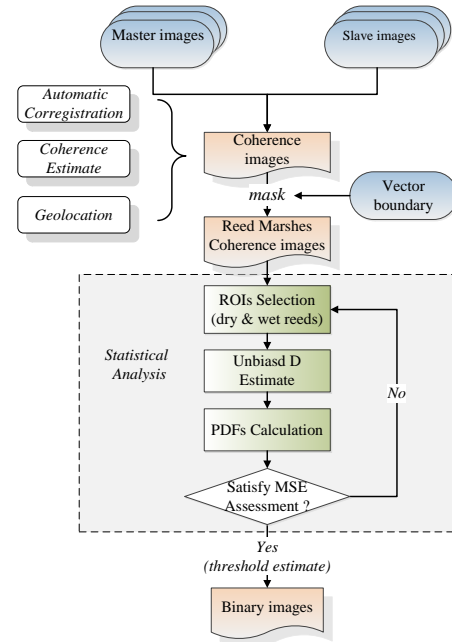 Master images
Slave images
Automatic
Corregistration
Coherence
Estimate
Geolocation
Coherence
images
mask
Vector
boundary
Reed Marshes
Coherence images
Statistical
Analysis
ROIs Selection
(dry & wet reeds)
Unbiasd D
Estimate
PDFs Calculation
No
Satisfy MSE
Assessment ?
Yes
(threshold estimate)
Binary images